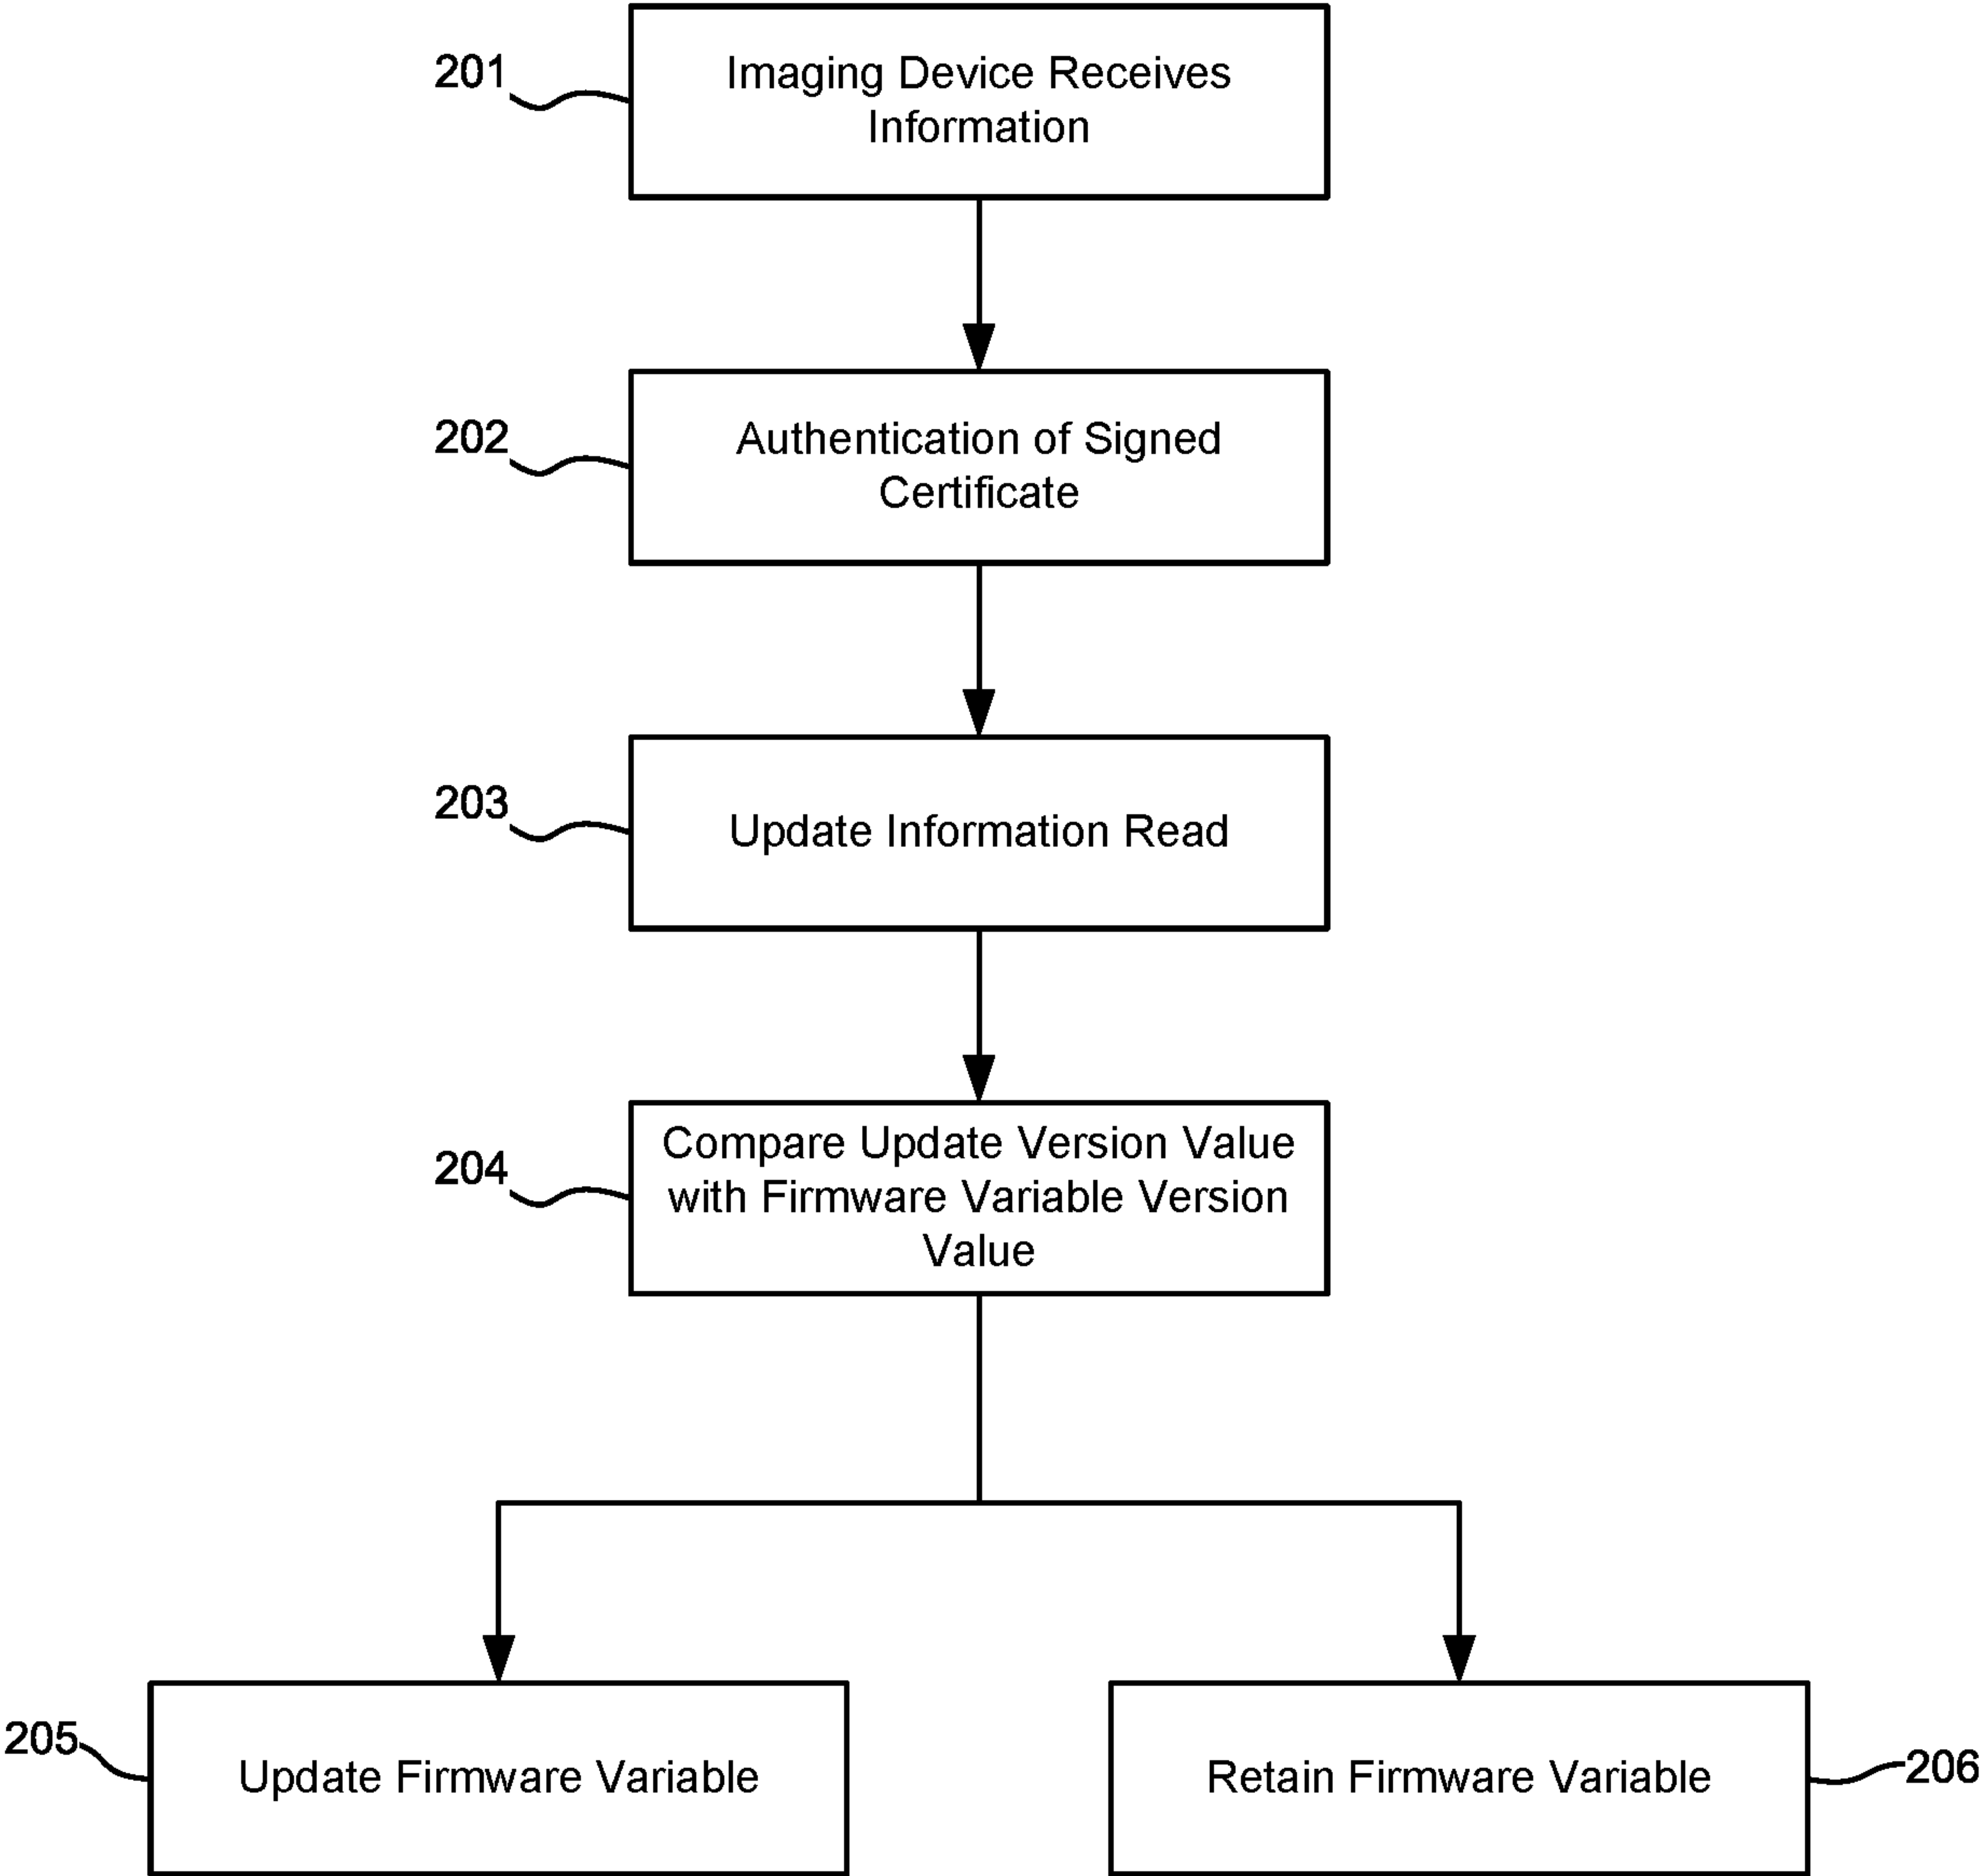 201
Imaging Device Receives
Information
202
Authentication of Signed
Certificate
203
Update Information Read
204
Compare Update Version Value
with Firmware Variable Version
Value
205
Update Firmware Variable
Retain Firmware Variable
206